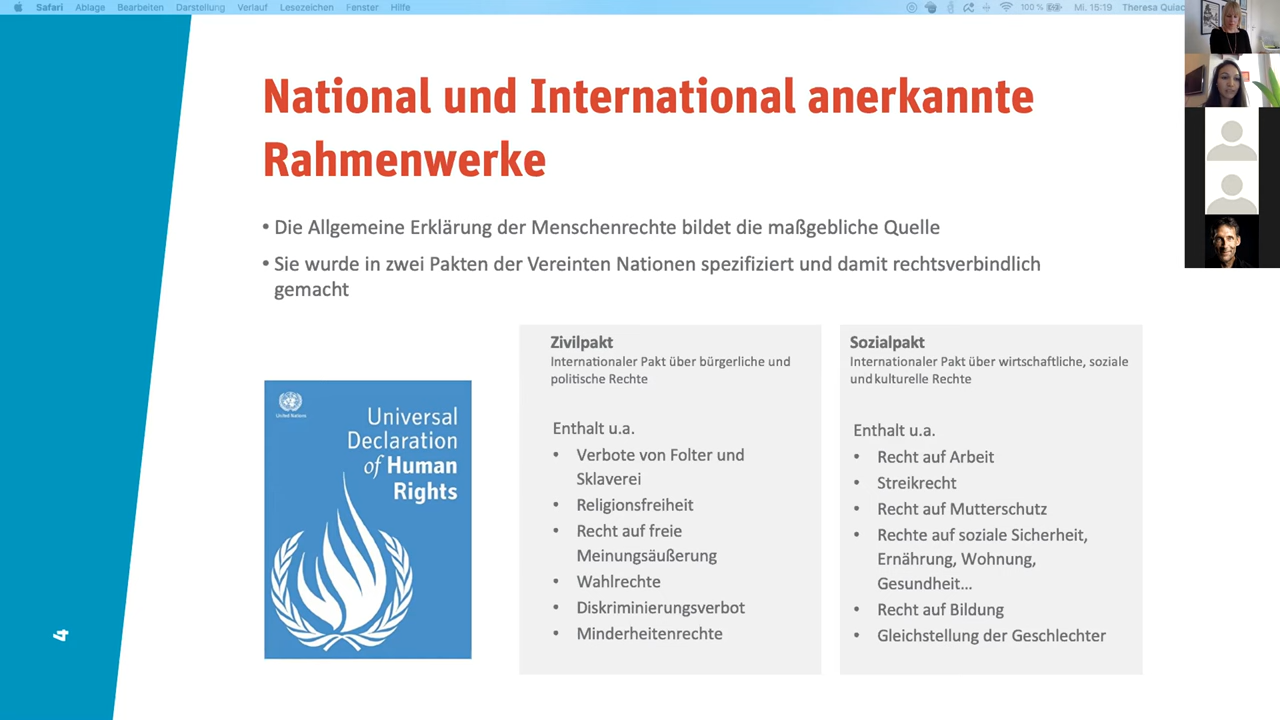 Safari Ablage Bearbeiten Darstellung Verlauf Lesezeichen Fenster Hilfe 100 % Mi. 15:19 Theresa
National und International anerkannte
Rahmenwerke
• Die Allgemeine Erklärung der Menschenrechte bildet die maßgebliche Quelle
• Sie wurde in zwei Pakten der Vereinten Nationen spezifiziert und damit rechtsverbindlich
gemacht
United Nations
Universal
Declaration
of Human
Rights
Zivilpakt
Internationaler Pakt über bürgerliche und
politische Rechte
Enthalt u.a.
• Verbote von Folter und
Sklaverei
• Religionsfreiheit
• Recht auf freie
Meinungsäußerung
• Wahlrechte
• Diskriminierungsverbot
• Minderheitenrechte
Sozialpakt
Internationaler Pakt über wirtschaftliche, soziale
und kulturelle Rechte
Enthalt u.a.
• Recht auf Arbeit
• Streikrecht
• Recht auf Mutterschutz
• Rechte auf soziale Sicherheit,
Ernährung, Wohnung,
Gesundheit…
• Recht auf Bildung
• Gleichstellung der Geschlechter
4